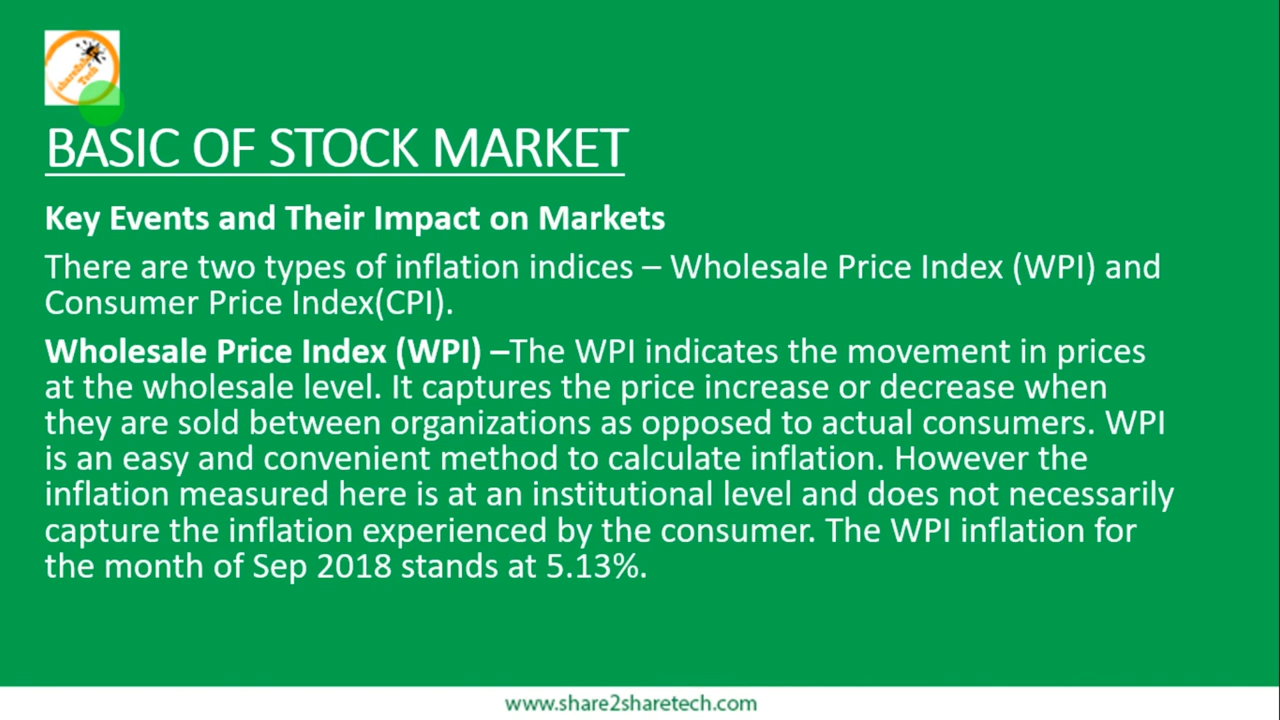 share2share
Tech
BASIC OF STOCK MARKET
Key Events and Their Impact on Markets
There are two types of inflation indices – Wholesale Price Index (WPI) and
Consumer Price Index(CPI).
Wholesale Price Index (WPI) –The WPI indicates the movement in prices
at the wholesale level. It captures the price increase or decrease when
they are sold between organizations as opposed to actual consumers. WPI
is an easy and convenient method to calculate inflation. However the
inflation measured here is at an institutional level and does not necessarily
capture the inflation experienced by the consumer. The WPI inflation for
the month of Sep 2018 stands at 5.13%.
www.share2sharetech.com